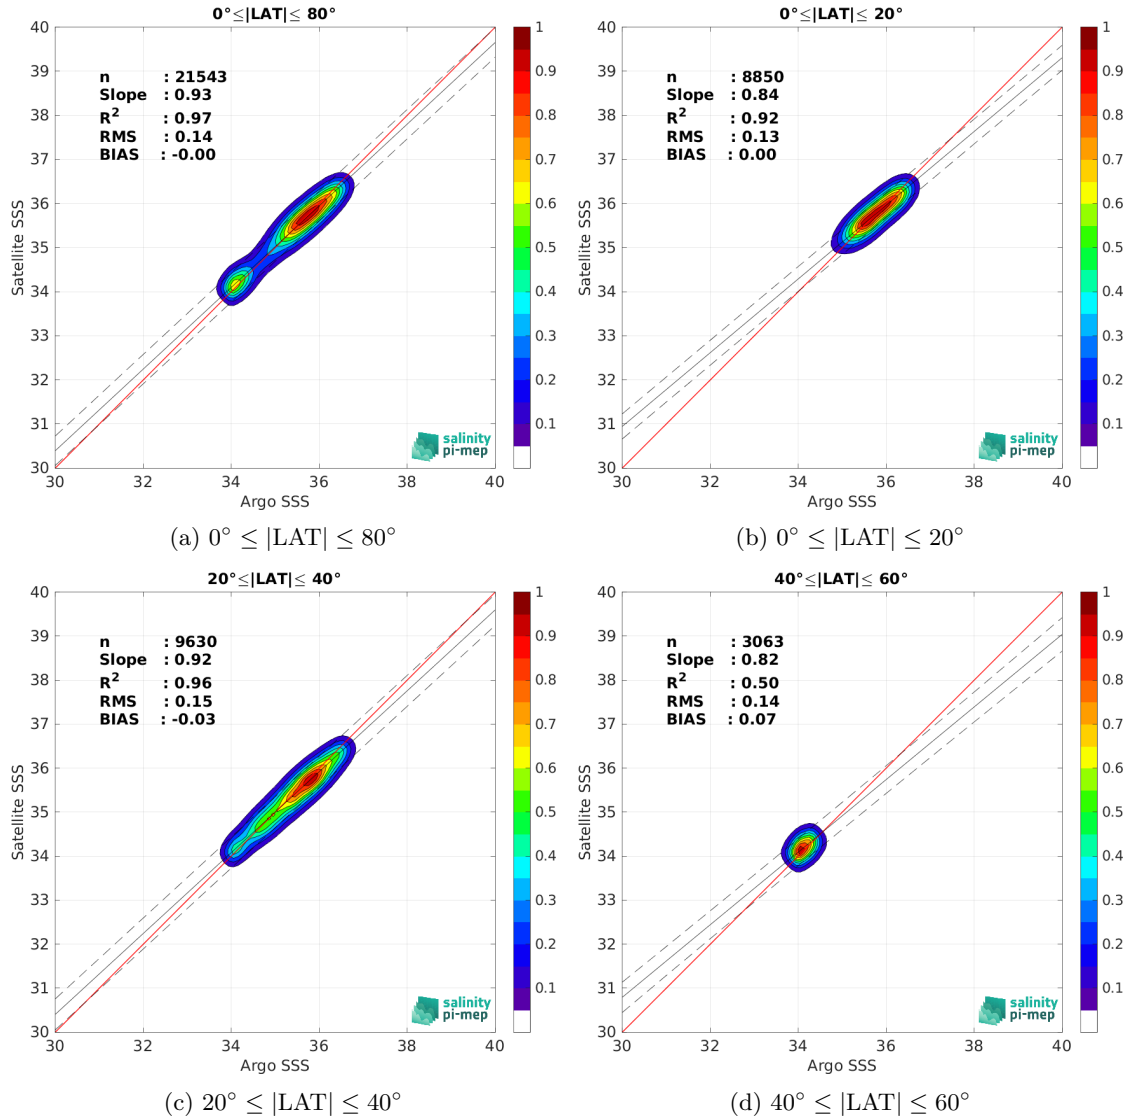 0°≤|LAT|≤ 80°
40
39
38
37
36
35
34
33
32
31
30
Satellite SSS
n : 21543
Slope : 0.93
R² : 0.97
RMS : 0.14
BIAS : -0.00
salinity
pi-mep
30 32 34 36 38 40
Argo SSS
1
0.9
0.8
0.7
0.6
0.5
0.4
0.3
0.2
0.1
(a) 0° ≤ |LAT| ≤ 80°
0°≤|LAT|≤ 20°
40
39
38
37
36
35
34
33
32
31
30
Satellite SSS
n : 8850
Slope : 0.84
R² : 0.92
RMS : 0.13
BIAS : 0.00
salinity
pi-mep
30 32 34 36 38 40
Argo SSS
1
0.9
0.8
0.7
0.6
0.5
0.4
0.3
0.2
0.1
(b) 0° ≤ |LAT| ≤ 20°
20°≤|LAT|≤ 40°
40
39
38
37
36
35
34
33
32
31
30
Satellite SSS
n : 9630
Slope : 0.92
R² : 0.96
RMS : 0.15
BIAS : -0.03
salinity
pi-mep
30 32 34 36 38 40
Argo SSS
1
0.9
0.8
0.7
0.6
0.5
0.4
0.3
0.2
0.1
(c) 20° ≤ |LAT| ≤ 40°
40°≤|LAT|≤ 60°
40
39
38
37
36
35
34
33
32
31
30
Satellite SSS
n : 3063
Slope : 0.82
R² : 0.50
RMS : 0.14
BIAS : 0.07
salinity
pi-mep
30 32 34 36 38 40
Argo SSS
1
0.9
0.8
0.7
0.6
0.5
0.4
0.3
0.2
0.1
(d) 40° ≤ |LAT| ≤ 60°